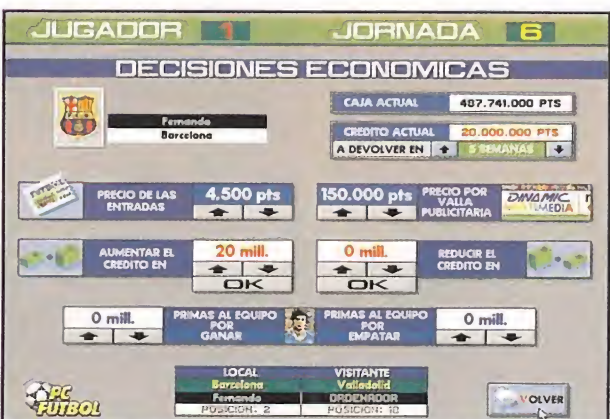 JUGADOR 1 JORNADA 6
DECISIONES ECONOMICAS
Fernando
Barcelona
CAJA ACTUAL 487.741.000 PTS
CREDITO ACTUAL 20.000.000 PTS
A DEVOLVER EN SEMANAS
PRECIO DE LAS ENTRADAS
4.500 pts
150.000 pts
PRECIO POR VALLA PUBLICITARIA
DINAMIC MEDIA
AUMENTAR EL CREDITO EN
20 mill.
OK
0 mill.
OK
REDUCIR EL CREDITO EN
0 mill.
PRIMAS AL EQUIPO POR GANAR
PRIMAS AL EQUIPO POR EMPATAR
0 mill.
LOCAL VISITANTE
Barcelona Valladolid
Fernando ORDENADOR
POSICION: 2 POSICION: 10
PC FUTBOL
VOLVER